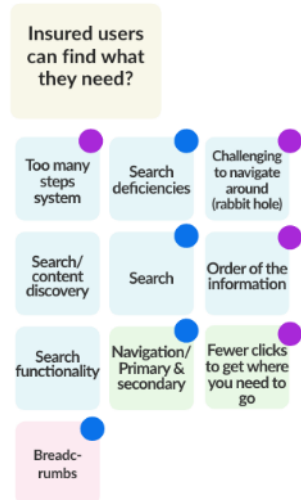 Insured users
can find what
they need?
Too many
steps
system
Search
deficiencies
Challenging
to navigate
around
(rabbit hole)
Search/
content
discovery
Search
Order of the
information
Search
functionality
Navigation/
Primary &
secondary
Fewer clicks
to get where
you need to
go
Breadc-
rumbs